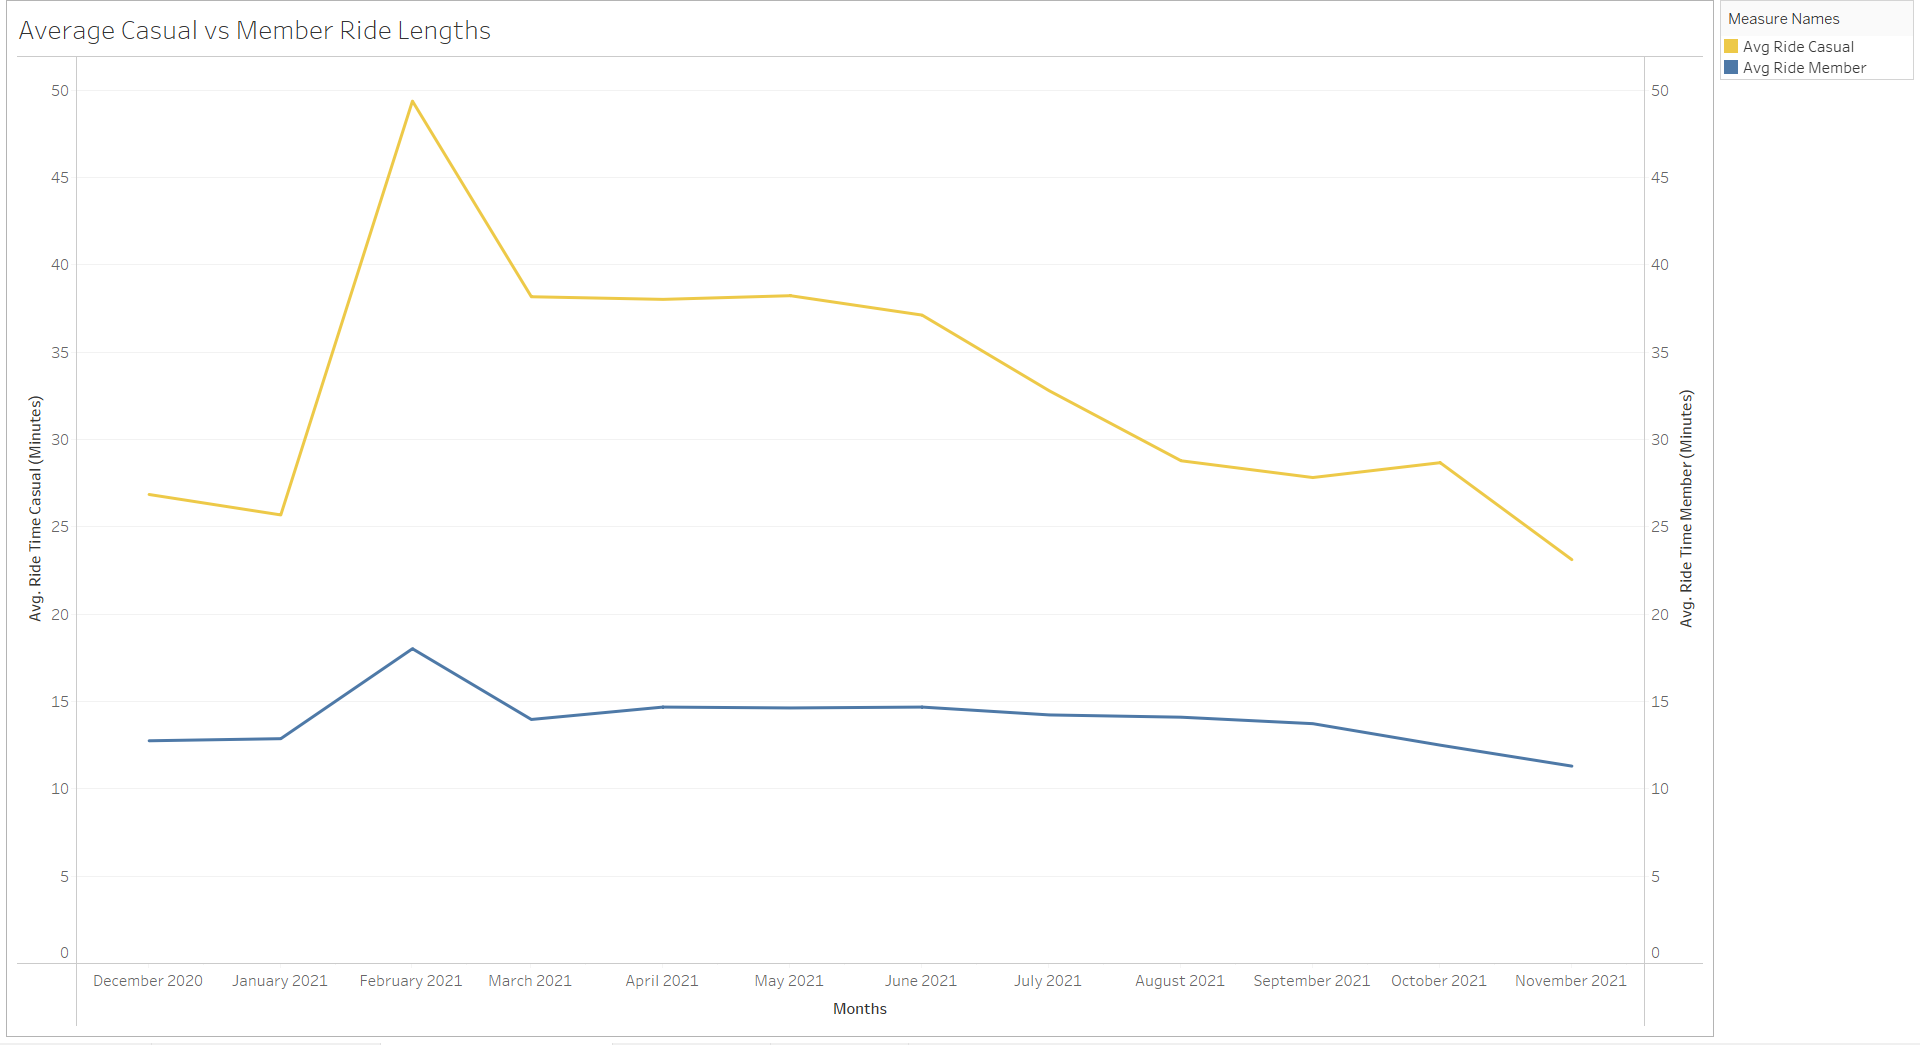 Average Casual vs Member Ride Lengths
Measure Names
Avg Ride Casual
Avg Ride Member
Avg. Ride Time Casual (Minutes)
50
45
40
35
30
25
20
15
10
5
0
50
45
40
35
30
25
20
15
10
5
0
Avg. Ride Time Member (Minutes)
December 2020 January 2021 February 2021 March 2021 April 2021 May 2021 June 2021 July 2021 August 2021 September 2021 October 2021 November 2021
Months